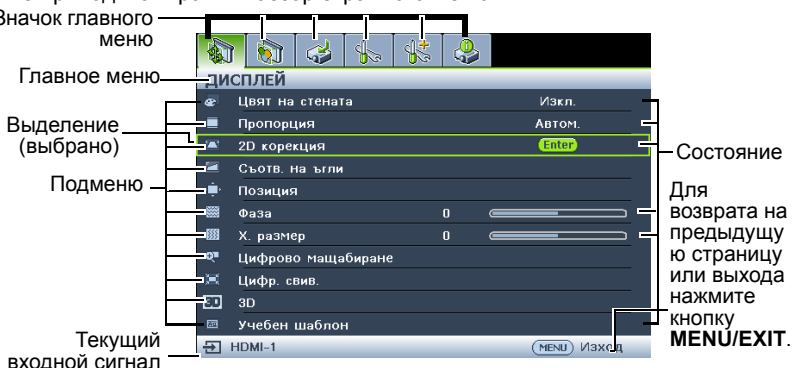 Значок главного
меню
Главное меню
Выделение
(выбрано)
Подменю
Текущий
входной сигнал
ДИСПЛЕЙ
Цвят на стената Изкл.
Пропорция Автом.
2D корекция Enter
Съотв. на ъгли
Позиция
Фаза 0
Х. размер 0
Цифрово мащабиране
Цифр. свив.
3D
Учебен шаблон
HDMI-1 MENU Изход
Состояние
Для
возврата на
предыдущу
ю страницу
или выхода
нажмите
кнопку
MENU/EXIT.